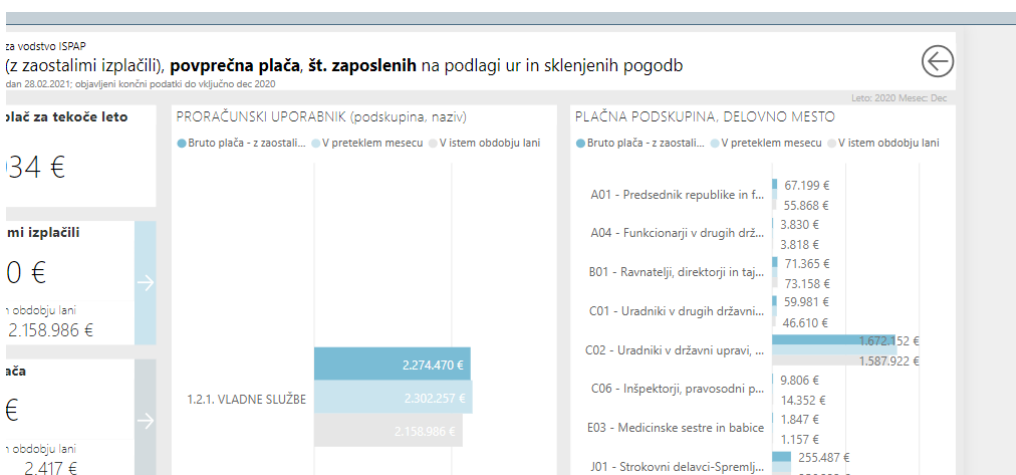 za vodstvo ISPAP
(z zaostalimi izplačili), povprečna plača, št. zaposlenih na podlagi ur in sklenjenih pogodb
dan 28.02.2021; objavljeni končni podatki do vključno dec 2020
Leto: 2020 Mesec: Dec
plač za tekoče leto
34 €
mi izplačili
0 €
obdobju lani
2.158.986 €
ača
€
obdobju lani
2.417 €
PRORAČUNSKI UPORABNIK (podskupina, naziv)
Bruto plača - z zaostali... V preteklem mesecu V istem obdobju lani
2.274.470 €
1.2.1. VLADNE SLUŽBE 2.302.257 €
2.158.986 €
PLAČNA PODSKUPINA, DELOVNO MESTO
Bruto plača - z zaostali... V preteklem mesecu V istem obdobju lani
A01 - Predsednik republike in f... 67.199 €
55.868 €
A04 - Funkcionarji v drugih drž... 3.830 €
3.818 €
B01 - Ravnatelji, direktorji in taj... 71.365 €
73.158 €
C01 - Uradniki v drugih državni... 59.981 €
46.610 €
C02 - Uradniki v državni upravi, ... 1.672.152 €
1.587.922 €
C06 - Inšpektorji, pravosodni p... 9.806 €
14.352 €
E03 - Medicinske sestre in babice 1.847 €
1.157 €
J01 - Strokovni delavci-Spremlj... 255.487 €